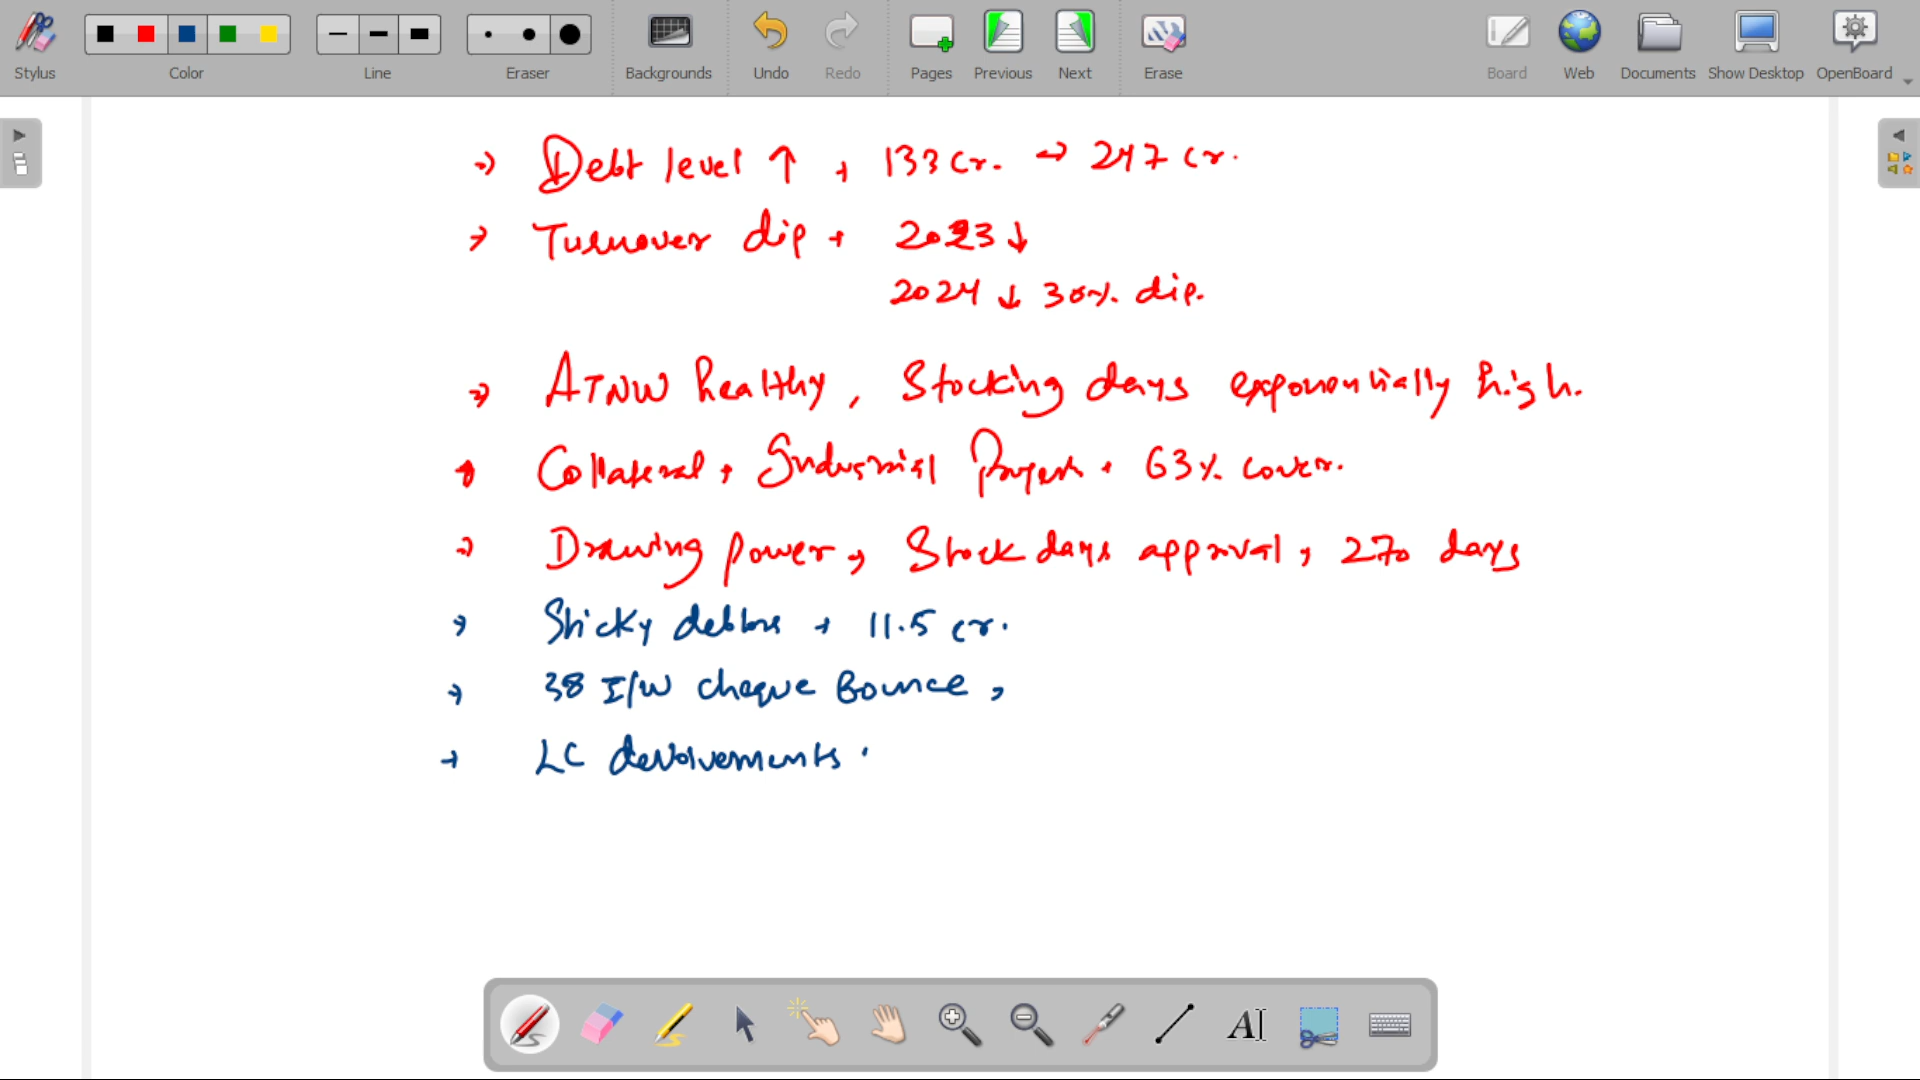 Stylus Color Line Eraser Backgrounds Undo Redo Pages Previous Next Erase Board Web Documents Show Desktop OpenBoard
→ Debt level ↑ → 133 cr. → 247 cr.
→ Turnover dip → 2023 ↓
2024 ↓ 30% dip.
→ ATNW healthy, Stocking days exponentially high.
→ Collateral → Industrial Property → 63% cover.
→ Drawing power → Stock days approval, 270 days
→ Sticky debtors → 11.5 cr.
→ 38 I/W cheque Bounce,
→ LC devolvements.
AI